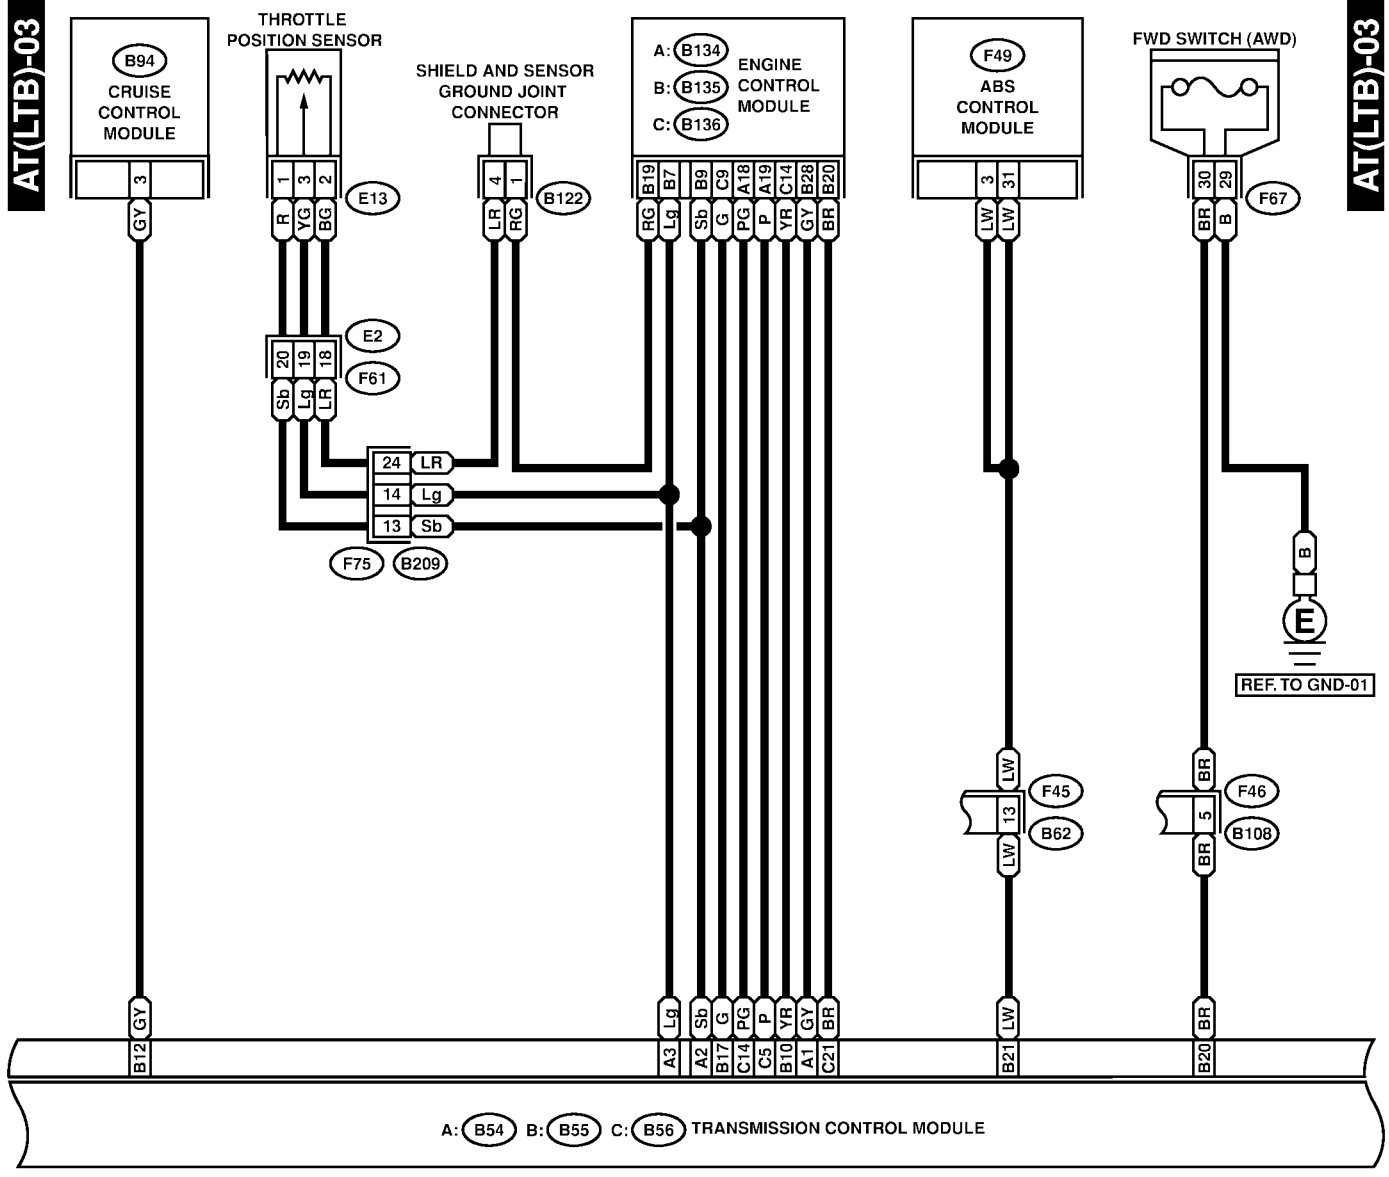 AT(LTB)-03
AT(LTB)-03
B94
CRUISE
CONTROL
MODULE
THROTTLE
POSITION SENSOR
SHIELD AND SENSOR
GROUND JOINT
CONNECTOR
A: B134
B: B135
C: B136
ENGINE
CONTROL
MODULE
F49
ABS
CONTROL
MODULE
FWD SWITCH (AWD)
3
1 3 2
E13
4 1
B122
B19 B7 B9 C9 A18 A19 C14 B28 B20
3 31
30 29
F67
GY
R YG BG
LR RG
RG Lg Sb G PG P YR GY BR
LW LW
BR B
20 19 18
E2
F61
Sb Lg LR
24 LR
14 Lg
13 Sb
F75 B209
B
E
REF. TO GND-01
LW
13
F45
B62
LW
BR
5
F46
B108
BR
GY
Lg Sb G PG P YR GY BR
LW
BR
B12
A3 A2 B17 C14 C5 B10 A1 C21
B21
B20
A: B54 B: B55 C: B56 TRANSMISSION CONTROL MODULE